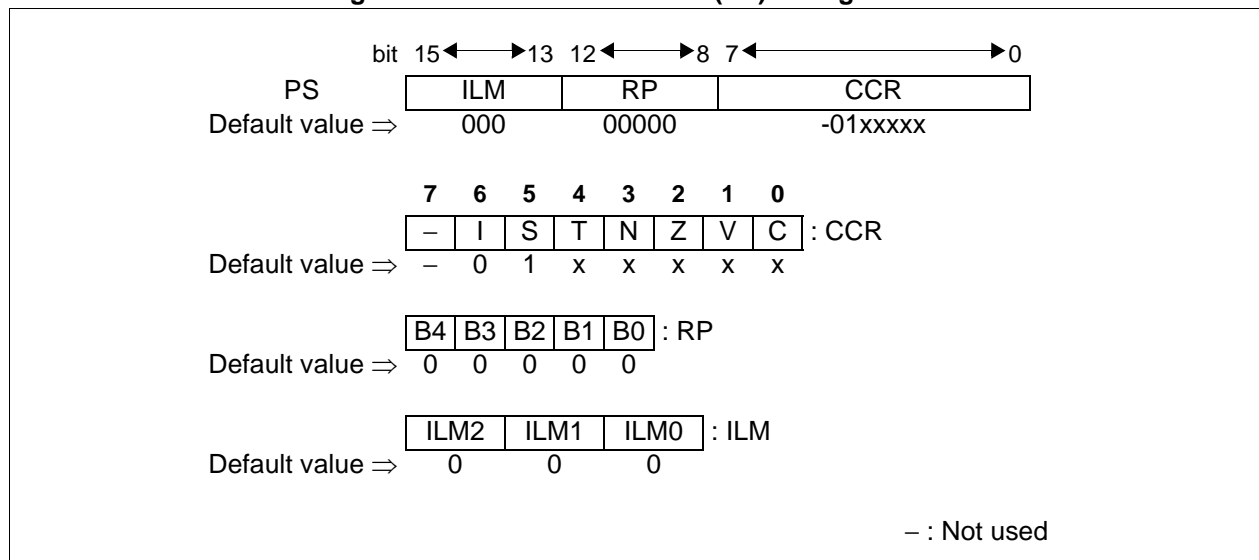 bit 15 13 12 8 7 0
PS ILM RP CCR
Default value ⇒ 000 00000 -01xxxxx
7 6 5 4 3 2 1 0
– I S T N Z V C : CCR
Default value ⇒ – 0 1 x x x x x
B4 B3 B2 B1 B0 : RP
Default value ⇒ 0 0 0 0 0
ILM2 ILM1 ILM0 : ILM
Default value ⇒ 0 0 0
– : Not used